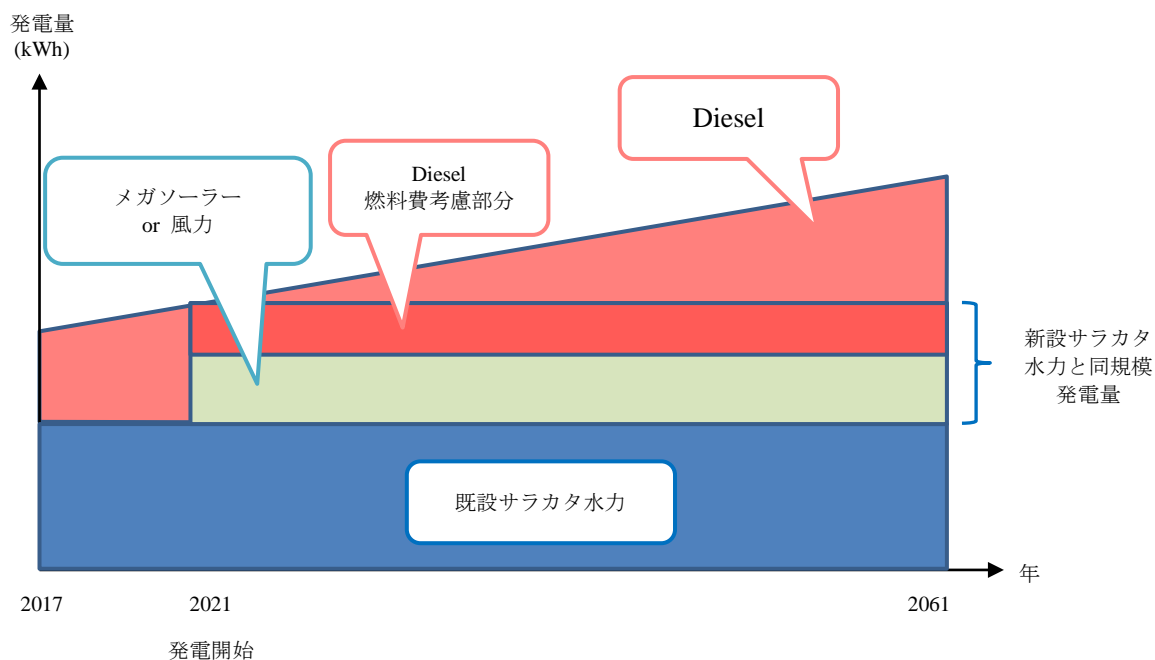 発電量
(kWh)
Diesel
Diesel
燃料費考慮部分
メガソーラー
or 風力
新設サラカタ
水力と同規模
発電量
既設サラカタ水力
年
2017
2021
2061
発電開始